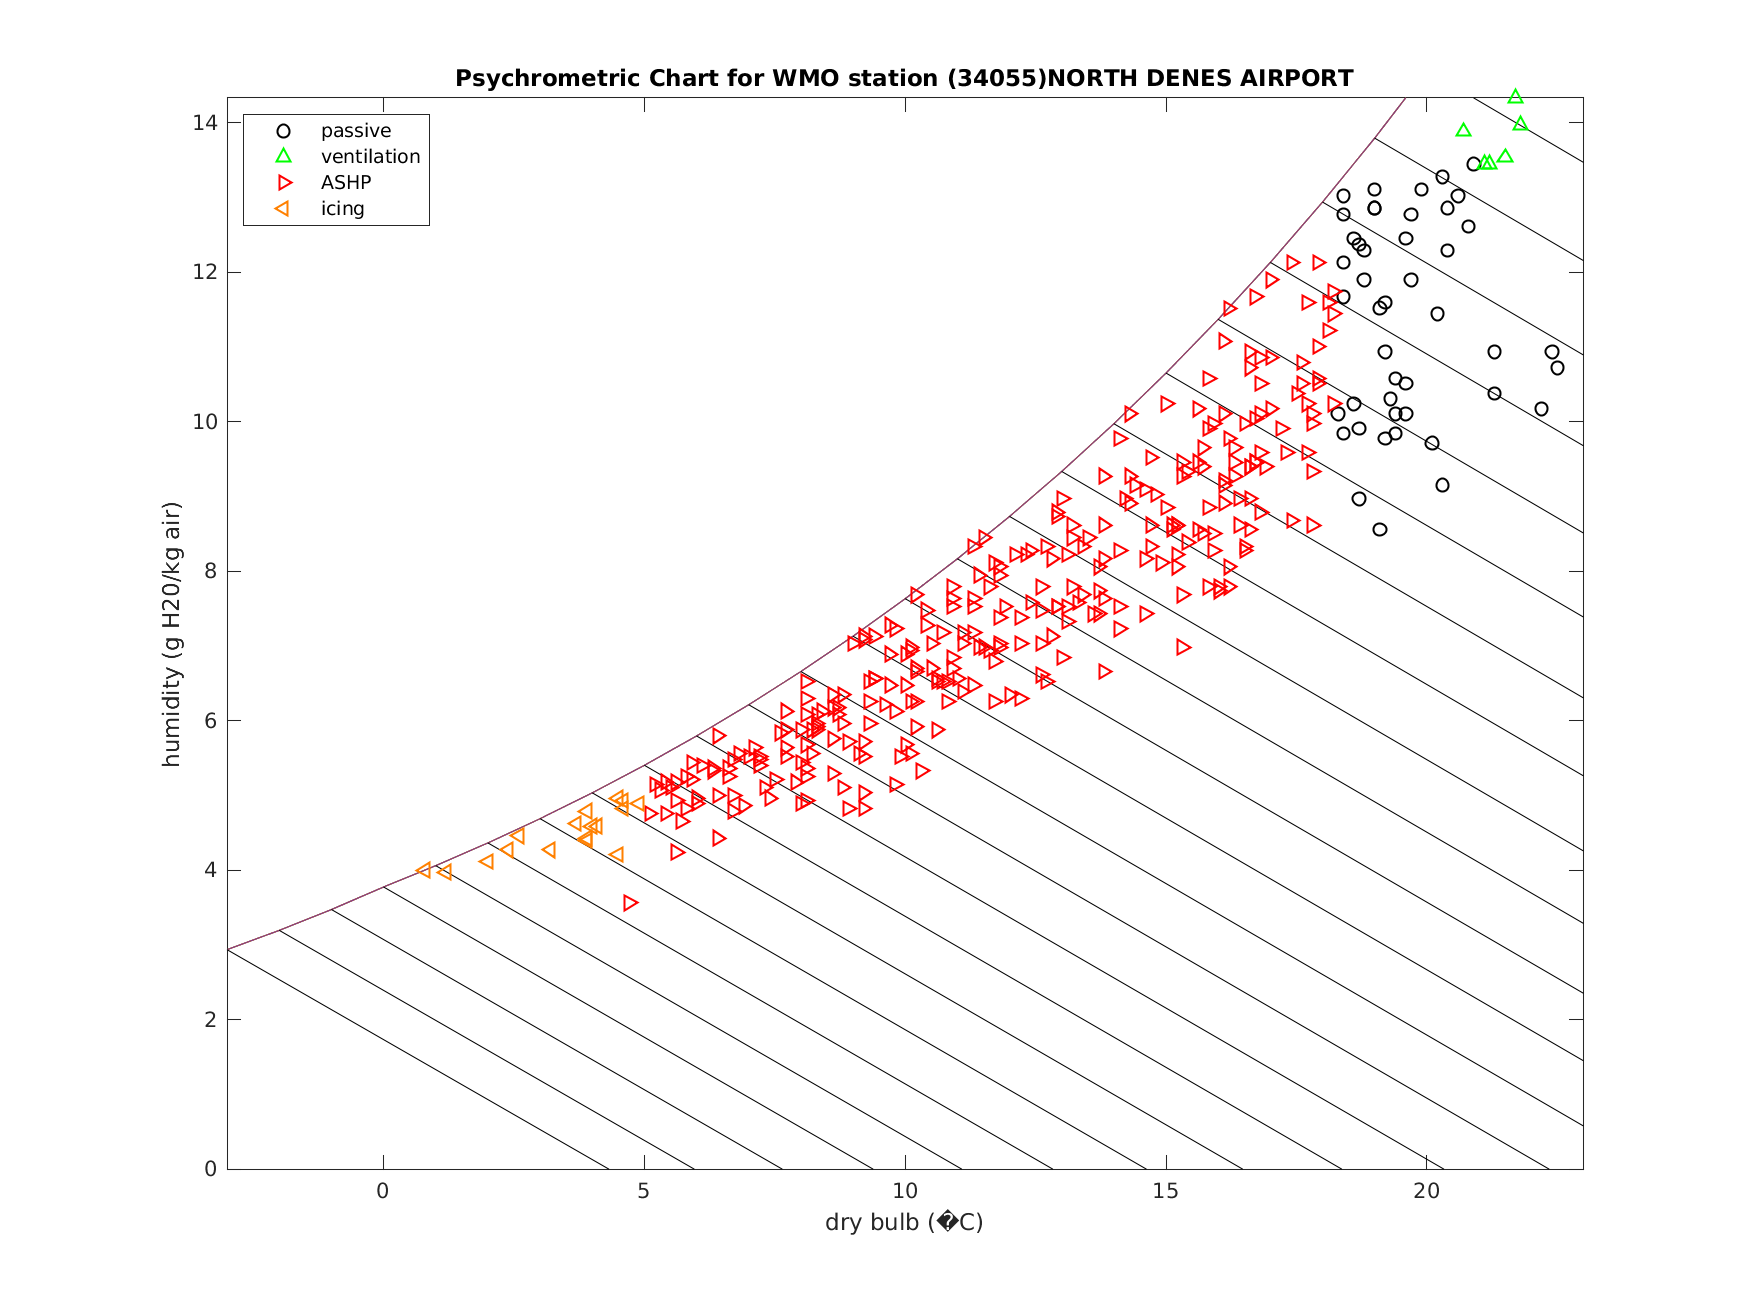 Psychrometric Chart for WMO station (34055)NORTH DENES AIRPORT
passive
ventilation
ASHP
icing
humidity (g H20/kg air)
14
12
10
8
6
4
2
0
0 5 10 15 20
dry bulb (�C)